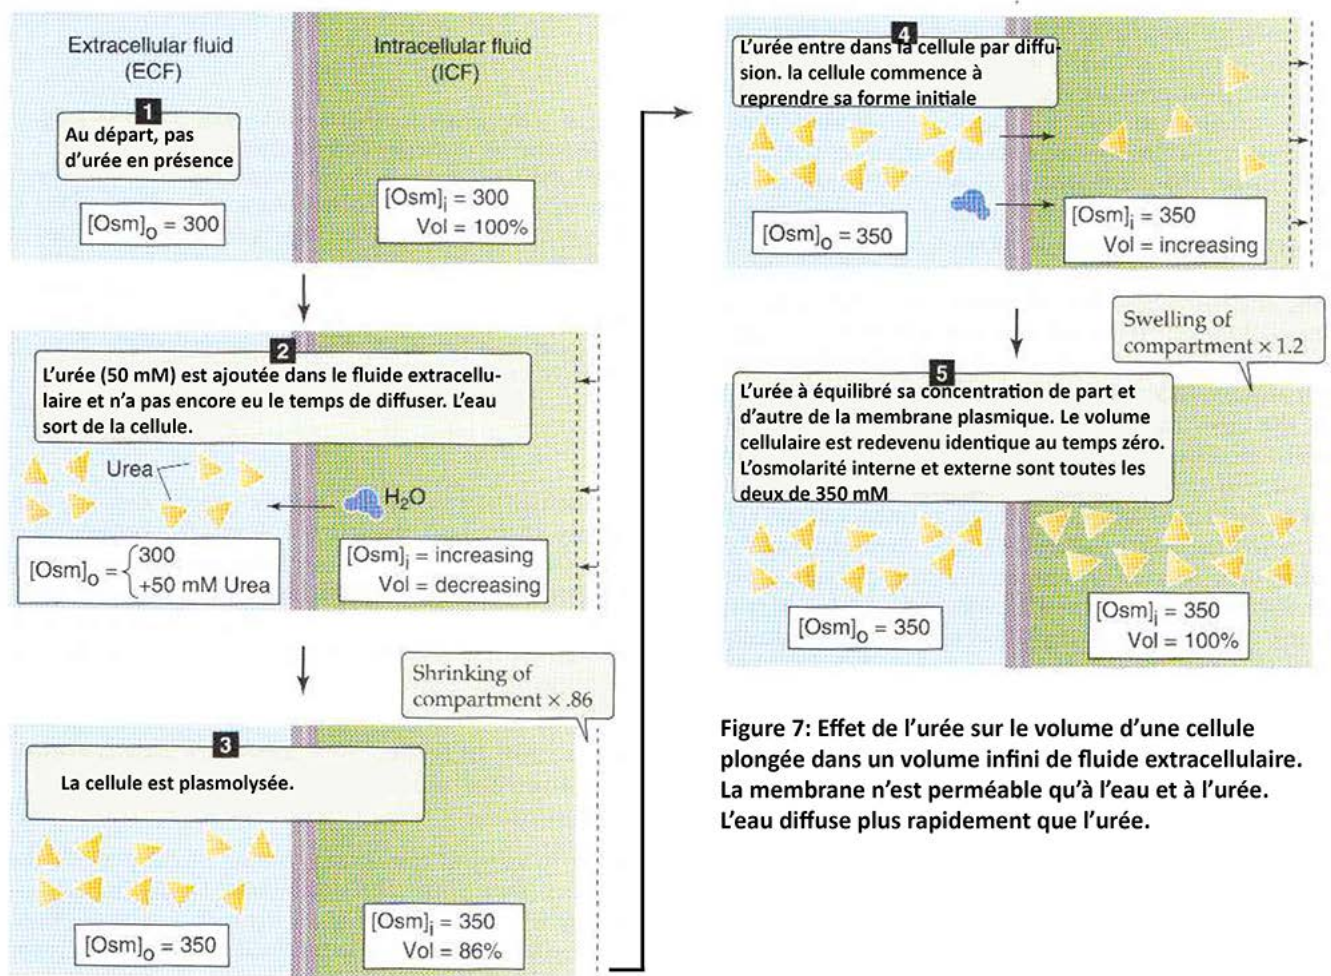 Extracellular fluid
(ECF)
Intracellular fluid
(ICF)
1
Au départ, pas
d'urée en présence
[Osm]o = 300
[Osm]i = 300
Vol = 100%
2
L'urée (50 mM) est ajoutée dans le fluide extracellu-
laire et n'a pas encore eu le temps de diffuser. L'eau
sort de la cellule.
Urea
H2O
[Osm]o = { 300
+50 mM Urea
[Osm]i = increasing
Vol = decreasing
Shrinking of
compartment × .86
3
La cellule est plasmolysée.
[Osm]o = 350
[Osm]i = 350
Vol = 86%
4
L'urée entre dans la cellule par diffu-
sion. la cellule commence à
reprendre sa forme initiale
[Osm]o = 350
[Osm]i = 350
Vol = increasing
Swelling of
compartment × 1.2
5
L'urée à équilibré sa concentration de part et
d'autre de la membrane plasmique. Le volume
cellulaire est redevenu identique au temps zéro.
L'osmolarité interne et externe sont toutes les
deux de 350 mM
[Osm]o = 350
[Osm]i = 350
Vol = 100%
Figure 7: Effet de l'urée sur le volume d'une cellule
plongée dans un volume infini de fluide extracellulaire.
La membrane n'est perméable qu'à l'eau et à l'urée.
L'eau diffuse plus rapidement que l'urée.